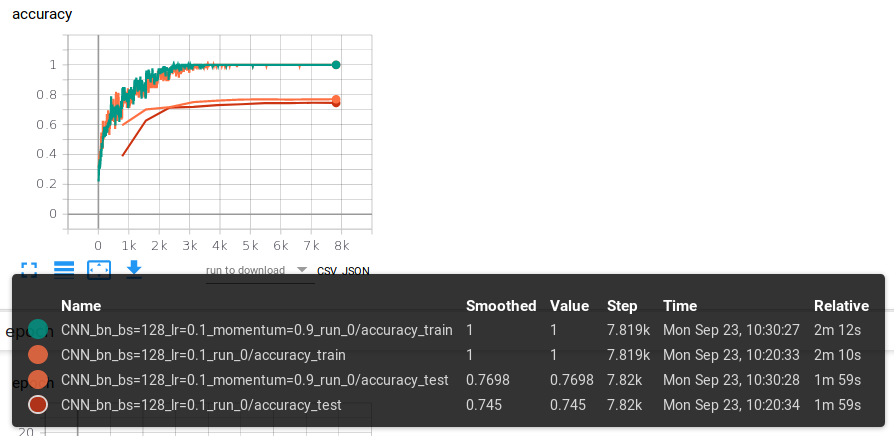 accuracy
1
0.8
0.6
0.4
0.2
0
0 1k 2k 3k 4k 5k 6k 7k 8k
run to download CSV JSON
Name Smoothed Value Step Time Relative
CNN_bn_bs=128_lr=0.1_momentum=0.9_run_0/accuracy_train 1 1 7.819k Mon Sep 23, 10:30:27 2m 12s
CNN_bn_bs=128_lr=0.1_run_0/accuracy_train 1 1 7.819k Mon Sep 23, 10:20:33 2m 10s
CNN_bn_bs=128_lr=0.1_momentum=0.9_run_0/accuracy_test 0.7698 0.7698 7.82k Mon Sep 23, 10:30:28 1m 59s
CNN_bn_bs=128_lr=0.1_run_0/accuracy_test 0.745 0.745 7.82k Mon Sep 23, 10:20:34 1m 59s
epoch
epoch
20